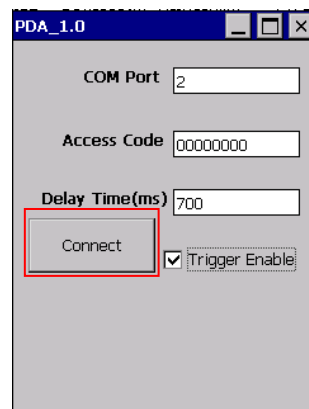 PDA_1.0
COM Port 2
Access Code 00000000
Delay Time(ms) 700
Connect
Trigger Enable